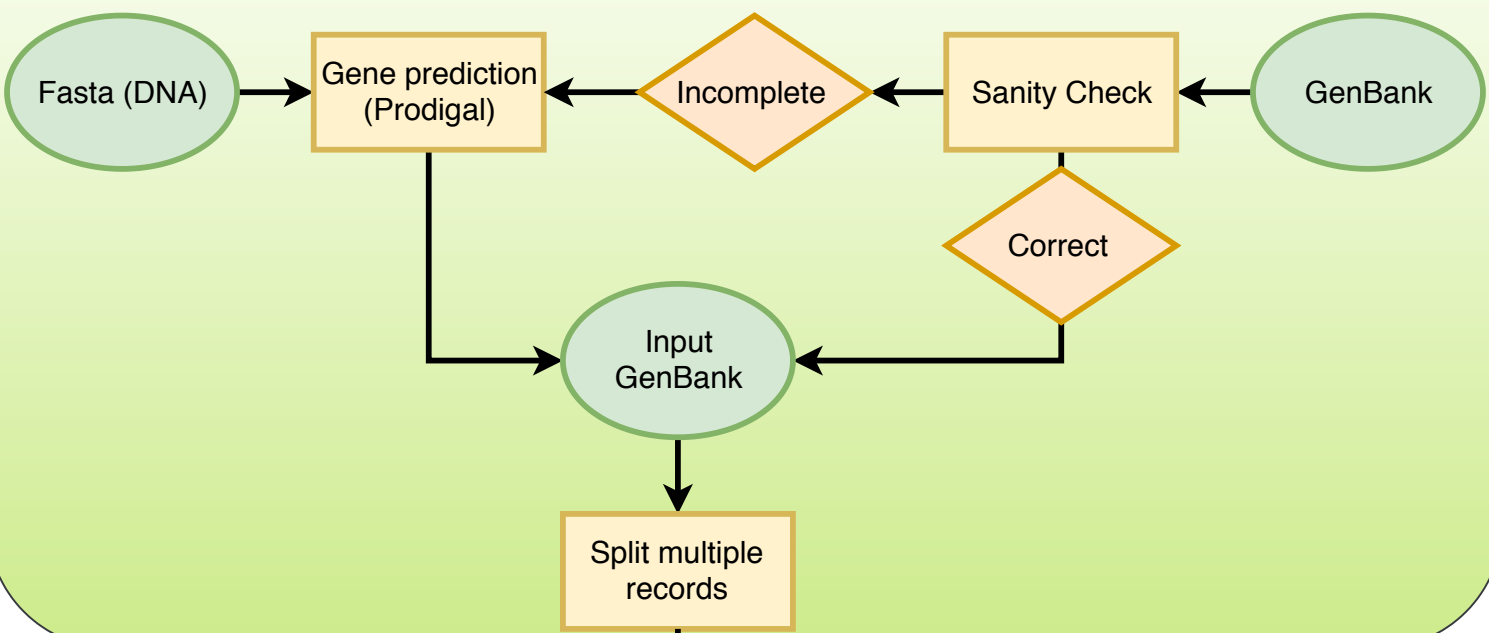 Fasta (DNA)
Gene prediction
(Prodigal)
Incomplete
Sanity Check
GenBank
Correct
Input
GenBank
Split multiple
records